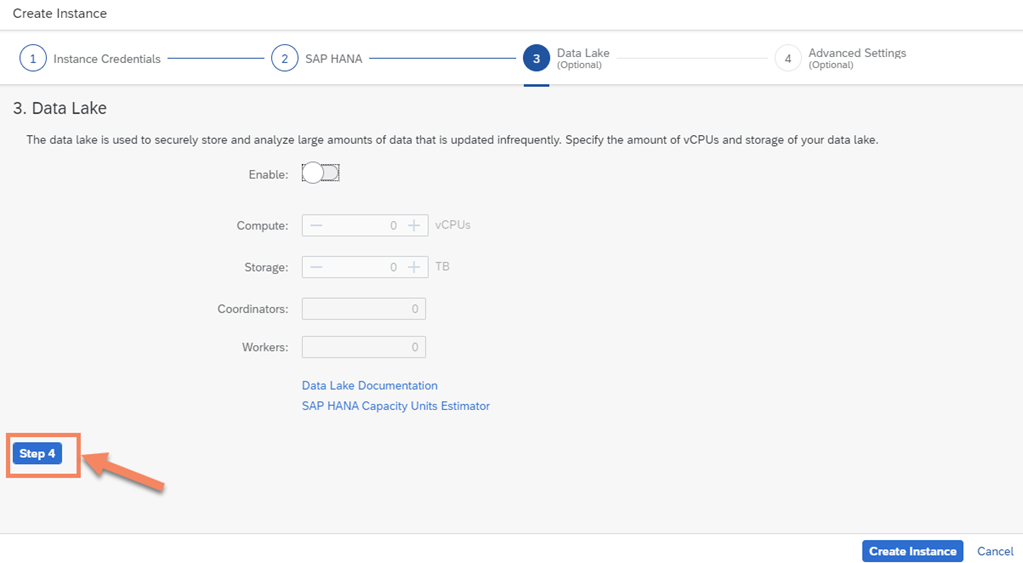 Create Instance
1 Instance Credentials 2 SAP HANA 3 Data Lake (Optional) 4 Advanced Settings (Optional)
3. Data Lake
The data lake is used to securely store and analyze large amounts of data that is updated infrequently. Specify the amount of vCPUs and storage of your data lake.
Enable:
Compute: — 0 + vCPUs
Storage: — 0 + TB
Coordinators: 0
Workers: 0
Data Lake Documentation
SAP HANA Capacity Units Estimator
Step 4
Create Instance Cancel